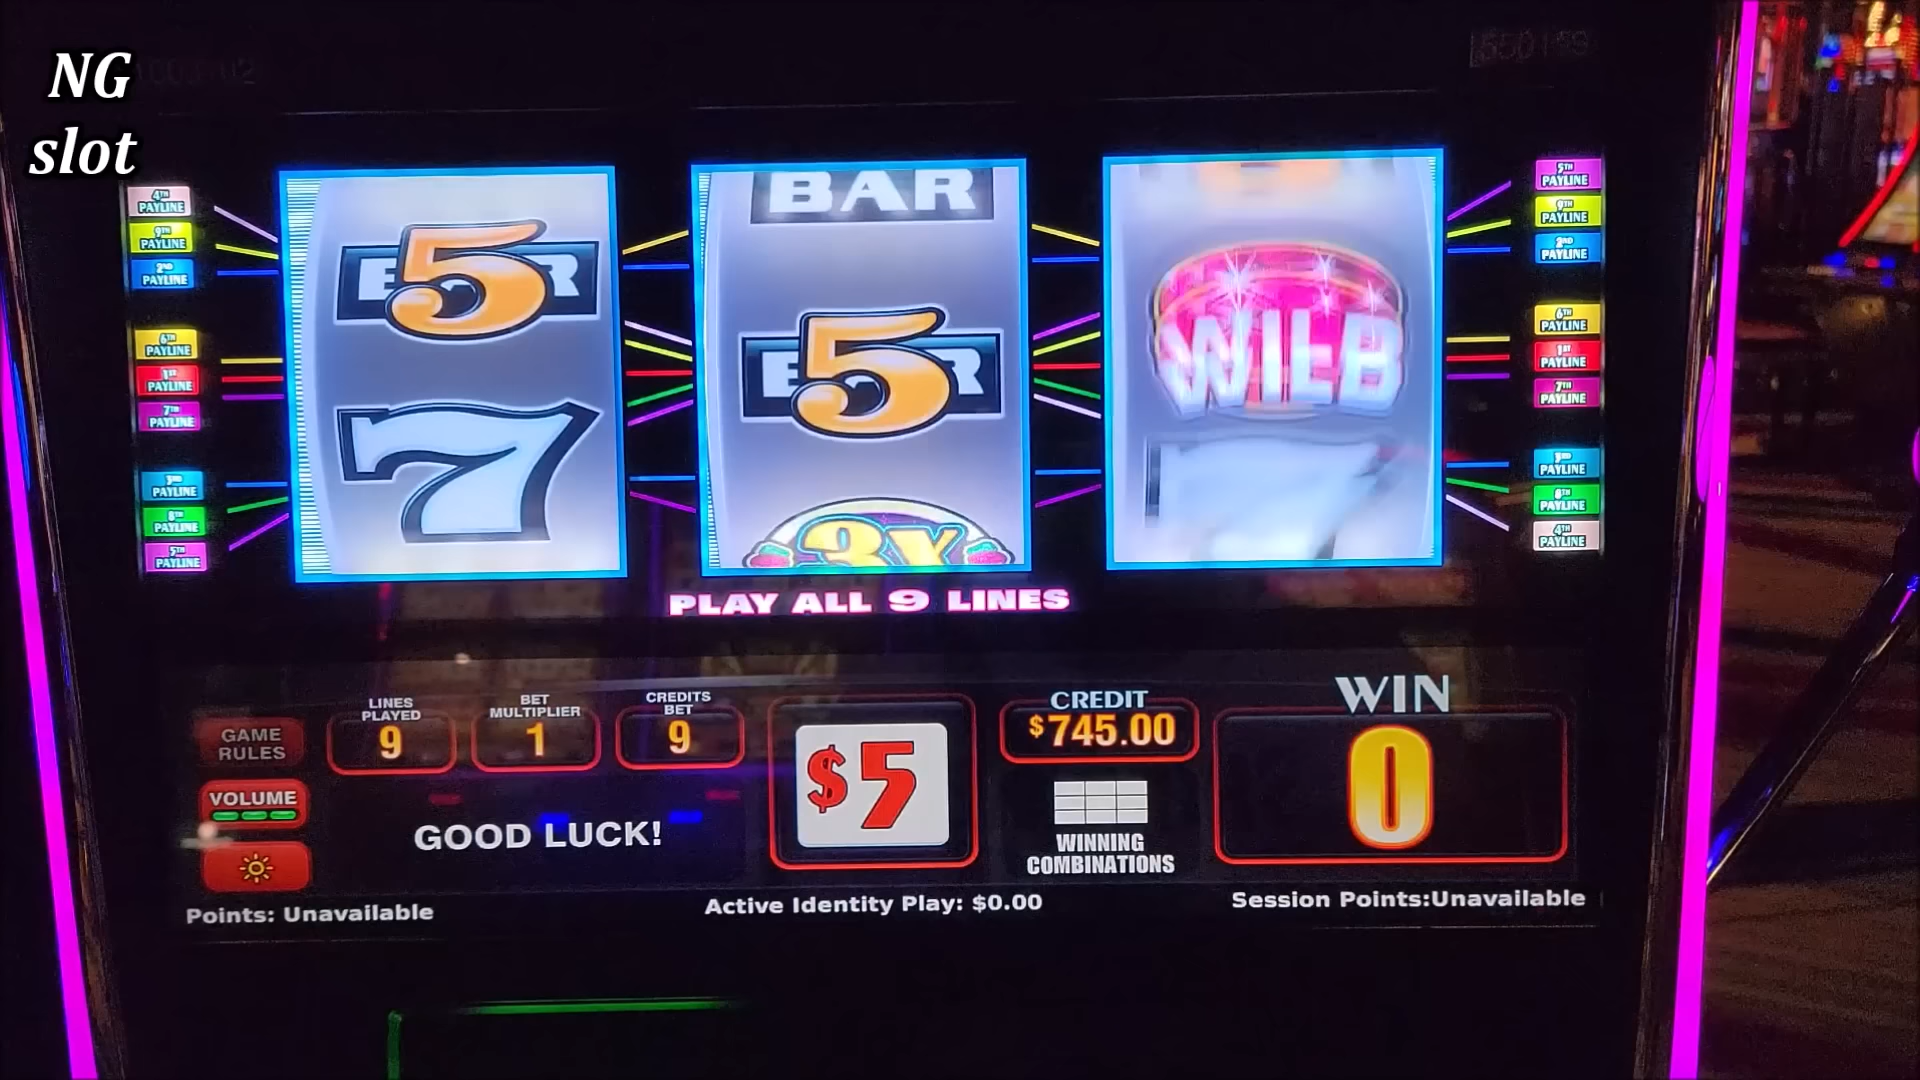 NG
slot
4TH
PAYLINE
9TH
PAYLINE
2ND
PAYLINE
6TH
PAYLINE
1ST
PAYLINE
7TH
PAYLINE
3RD
PAYLINE
8TH
PAYLINE
5TH
PAYLINE
5
7
BAR
5
3X
WILD
7
5TH
PAYLINE
9TH
PAYLINE
2ND
PAYLINE
6TH
PAYLINE
1ST
PAYLINE
7TH
PAYLINE
3RD
PAYLINE
8TH
PAYLINE
4TH
PAYLINE
PLAY ALL 9 LINES
GAME
RULES
LINES
PLAYED
9
BET
MULTIPLIER
1
CREDITS
BET
9
$5
CREDIT
$745.00
WIN
0
VOLUME
GOOD LUCK!
WINNING
COMBINATIONS
Points: Unavailable
Active Identity Play: $0.00
Session Points:Unavailable